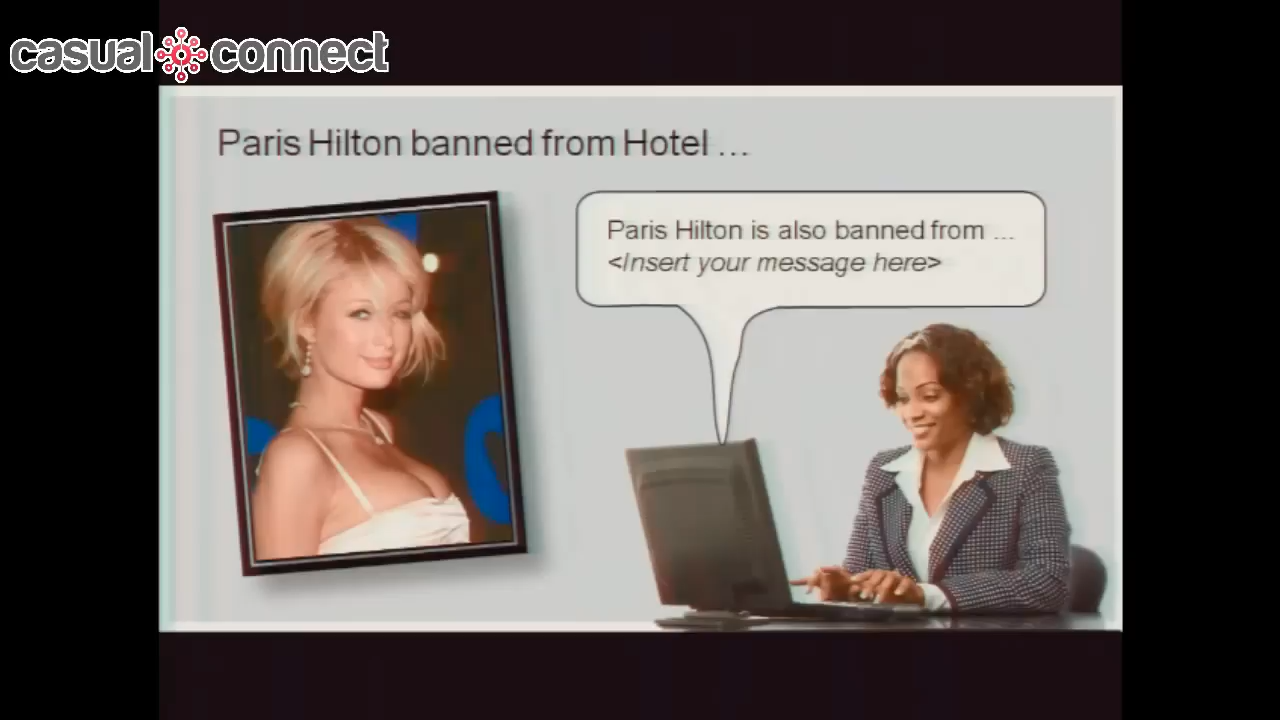 casual connect
Paris Hilton banned from Hotel ...
Paris Hilton is also banned from ...
<Insert your message here>